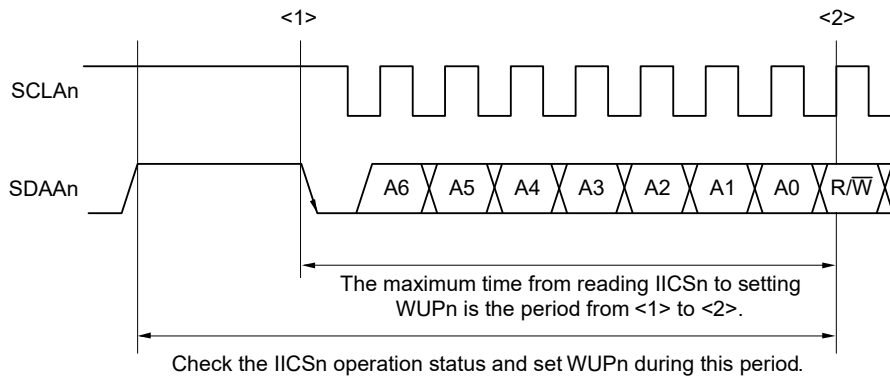 <1> <2>
SCLAn
SDAAn A6 A5 A4 A3 A2 A1 A0 R/W̅
The maximum time from reading IICSn to setting
WUPn is the period from <1> to <2>.
Check the IICSn operation status and set WUPn during this period.